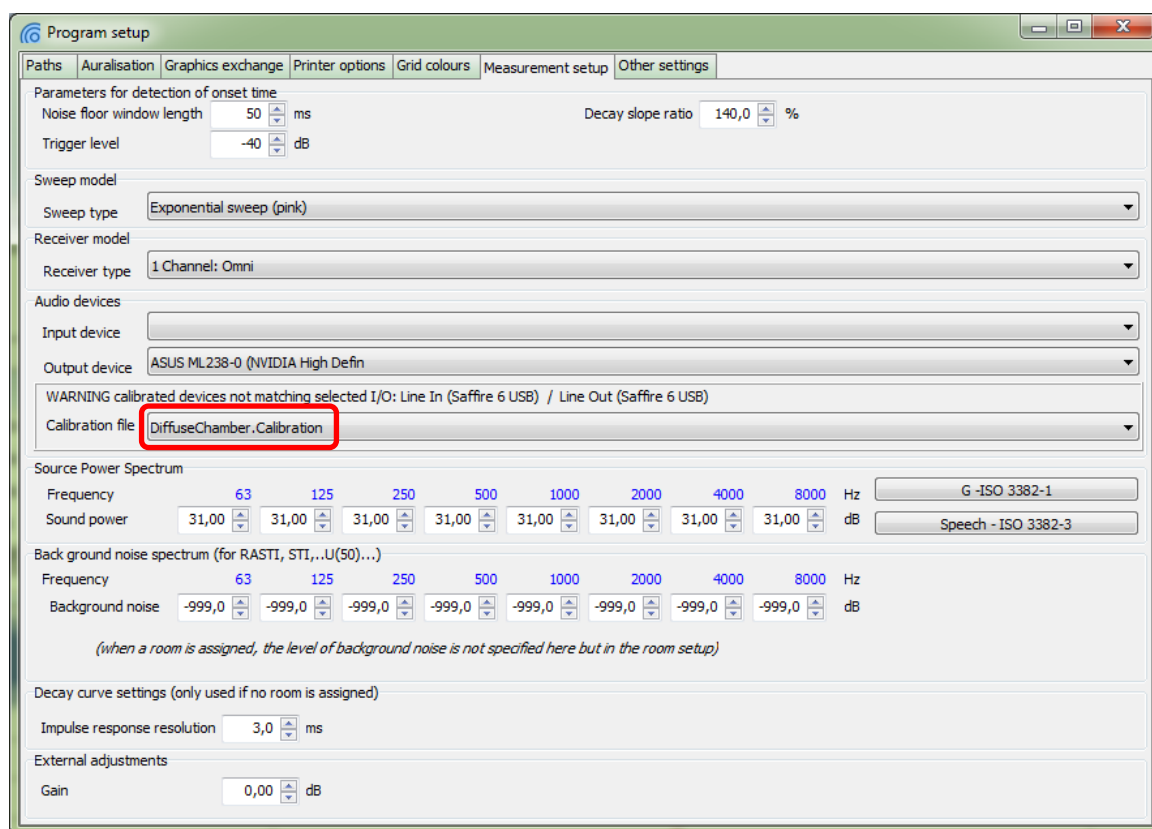 Program setup
Paths Auralisation Graphics exchange Printer options Grid colours Measurement setup Other settings
Parameters for detection of onset time
Noise floor window length 50 ms Decay slope ratio 140,0 %
Trigger level -40 dB
Sweep model
Sweep type Exponential sweep (pink)
Receiver model
Receiver type 1 Channel: Omni
Audio devices
Input device
Output device ASUS ML238-0 (NVIDIA High Defin
WARNING calibrated devices not matching selected I/O: Line In (Saffire 6 USB) / Line Out (Saffire 6 USB)
Calibration file DiffuseChamber.Calibration
Source Power Spectrum
Frequency 63 125 250 500 1000 2000 4000 8000 Hz G -ISO 3382-1
Sound power 31,00 31,00 31,00 31,00 31,00 31,00 31,00 31,00 dB Speech - ISO 3382-3
Back ground noise spectrum (for RASTI, STI,..U(50)...)
Frequency 63 125 250 500 1000 2000 4000 8000 Hz
Background noise -999,0 -999,0 -999,0 -999,0 -999,0 -999,0 -999,0 -999,0 dB
(when a room is assigned, the level of background noise is not specified here but in the room setup)
Decay curve settings (only used if no room is assigned)
Impulse response resolution 3,0 ms
External adjustments
Gain 0,00 dB